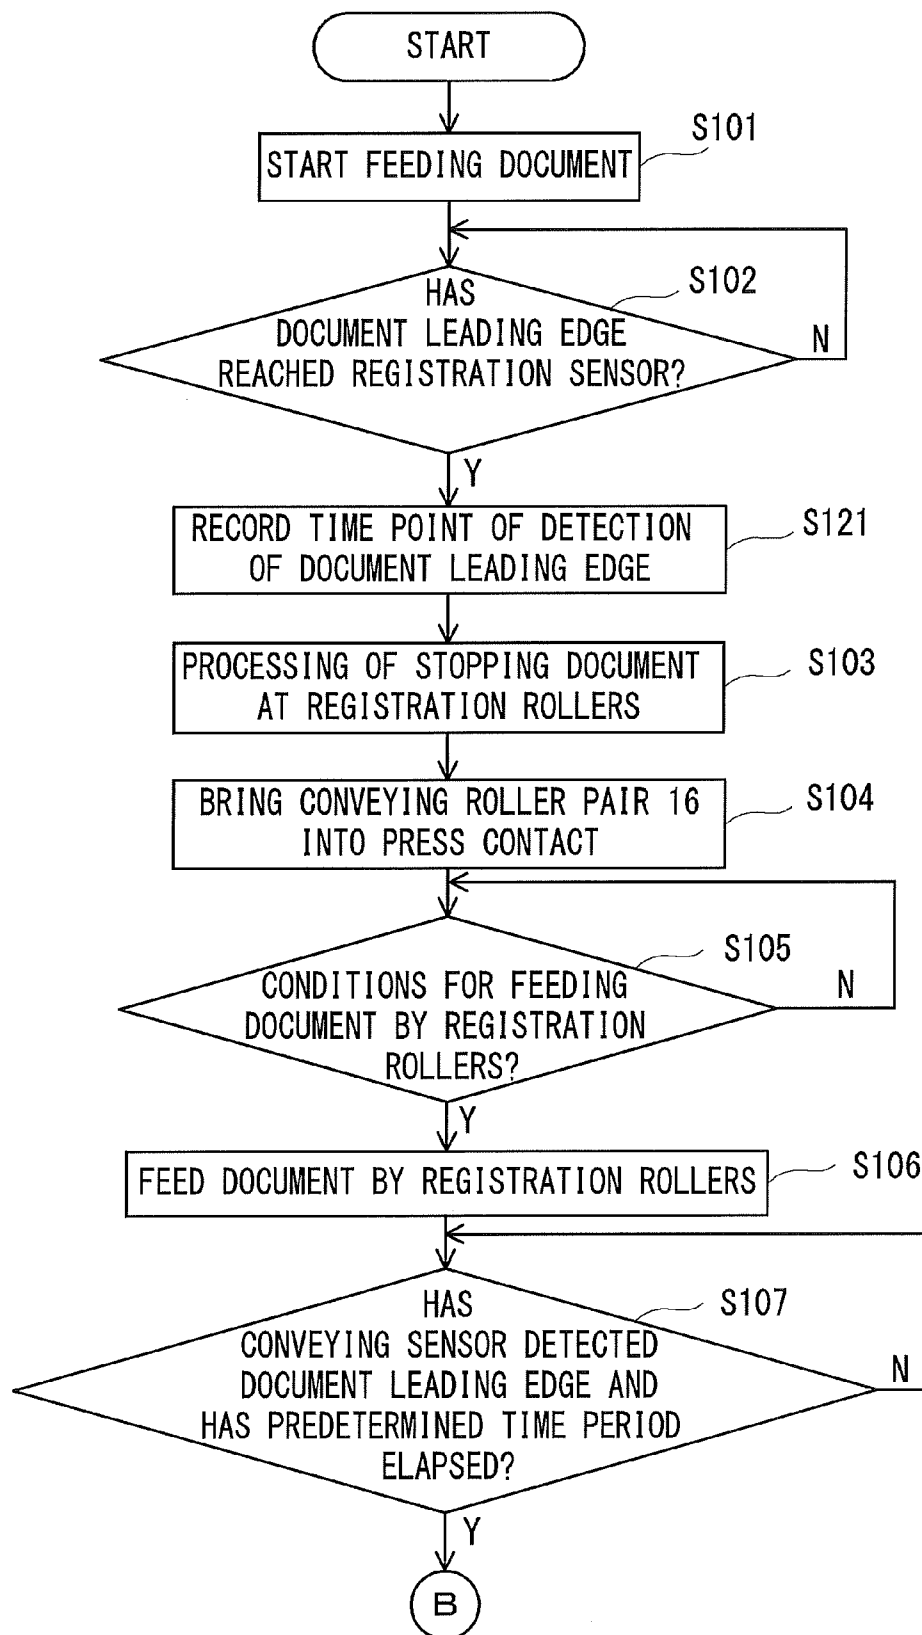 START
S101
START FEEDING DOCUMENT
S102
HAS
DOCUMENT LEADING EDGE
REACHED REGISTRATION SENSOR?
N
Y
S121
RECORD TIME POINT OF DETECTION
OF DOCUMENT LEADING EDGE
S103
PROCESSING OF STOPPING DOCUMENT
AT REGISTRATION ROLLERS
S104
BRING CONVEYING ROLLER PAIR 16
INTO PRESS CONTACT
S105
CONDITIONS FOR FEEDING
DOCUMENT BY REGISTRATION
ROLLERS?
N
Y
S106
FEED DOCUMENT BY REGISTRATION ROLLERS
S107
HAS
CONVEYING SENSOR DETECTED
DOCUMENT LEADING EDGE AND
HAS PREDETERMINED TIME PERIOD
ELAPSED?
N
Y
B